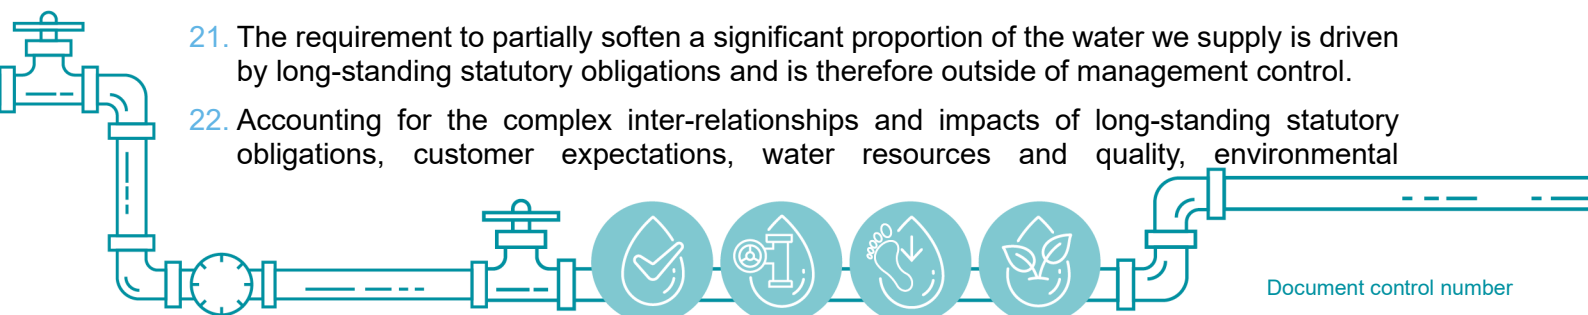 21. The requirement to partially soften a significant proportion of the water we supply is driven
by long-standing statutory obligations and is therefore outside of management control.
22. Accounting for the complex inter-relationships and impacts of long-standing statutory
obligations, customer expectations, water resources and quality, environmental
Document control number